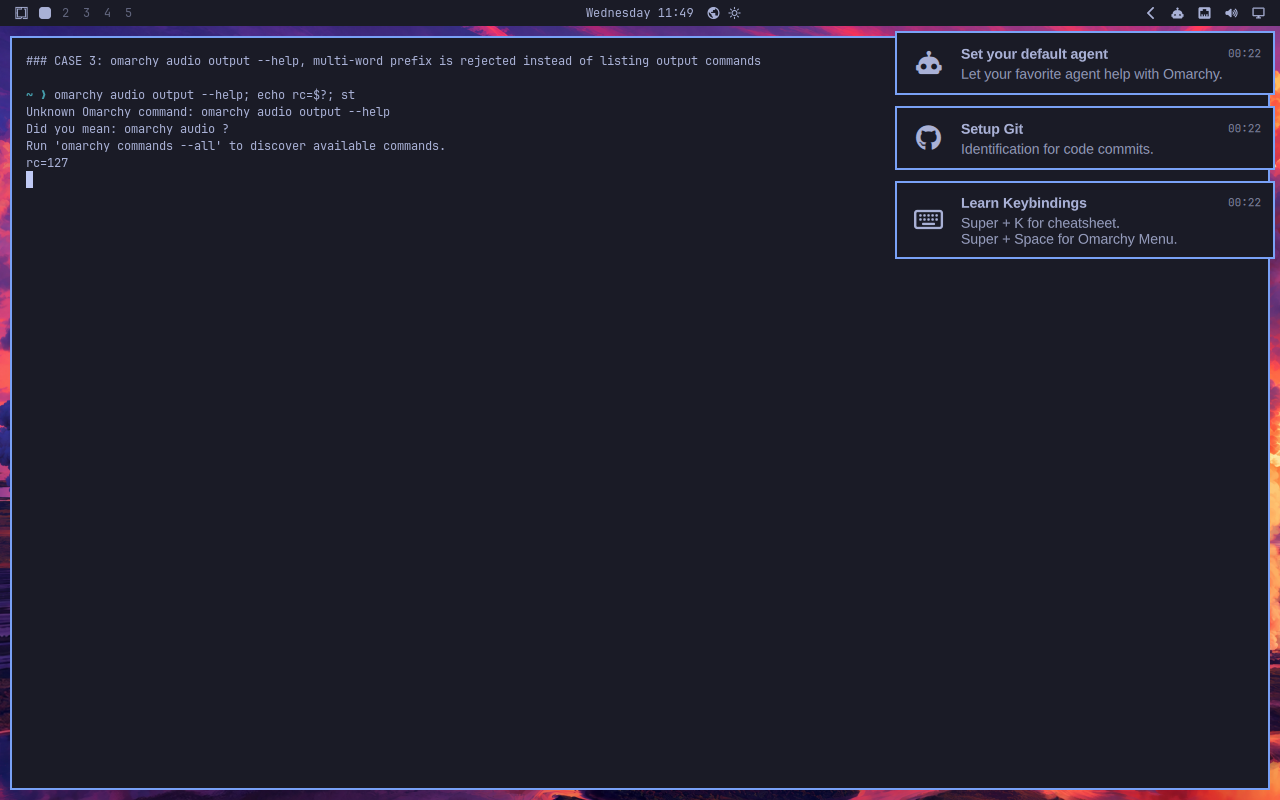 2 3 4 5
Wednesday 11:49
### CASE 3: omarchy audio output --help, multi-word prefix is rejected instead of listing output commands
~ ❯ omarchy audio output --help; echo rc=$?; st
Unknown Omarchy command: omarchy audio output --help
Did you mean: omarchy audio ?
Run 'omarchy commands --all' to discover available commands.
rc=127
Set your default agent 00:22
Let your favorite agent help with Omarchy.
Setup Git 00:22
Identification for code commits.
Learn Keybindings 00:22
Super + K for cheatsheet.
Super + Space for Omarchy Menu.